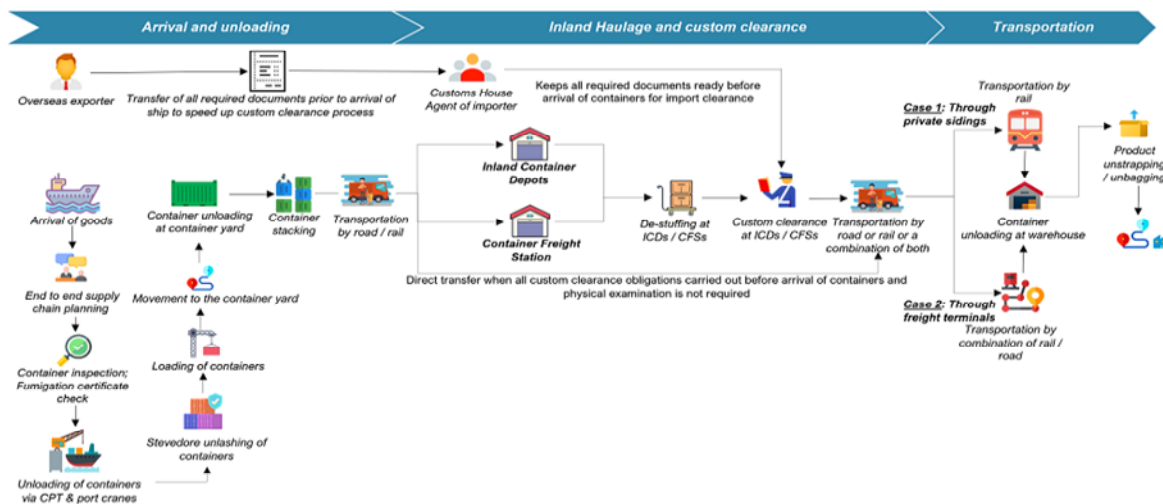 Arrival and unloading
Inland Haulage and custom clearance
Transportation
Overseas exporter
Transfer of all required documents prior to arrival of
ship to speed up custom clearance process
Customs House
Agent of importer
Keeps all required documents ready before
arrival of containers for import clearance
Case 1: Through
private sidings
Transportation by
rail
Product
unstrapping
/ unbagging
Inland Container
Depots
Container Freight
Station
Arrival of goods
Container unloading
at container yard
Container
stacking
Transportation
by road / rail
De-stuffing at
ICDs / CFSs
Custom clearance
at ICDs / CFSs
Transportation by
road or rail or a
combination of both
Container
unloading at warehouse
Direct transfer when all custom clearance obligations carried out before arrival of containers and
physical examination is not required
Case 2: Through
freight terminals
Transportation by
combination of rail /
road
End to end supply
chain planning
Movement to the container yard
Container inspection;
Fumigation certificate
check
Loading of containers
Stevedore unlashing of
containers
Unloading of containers
via CPT & port cranes